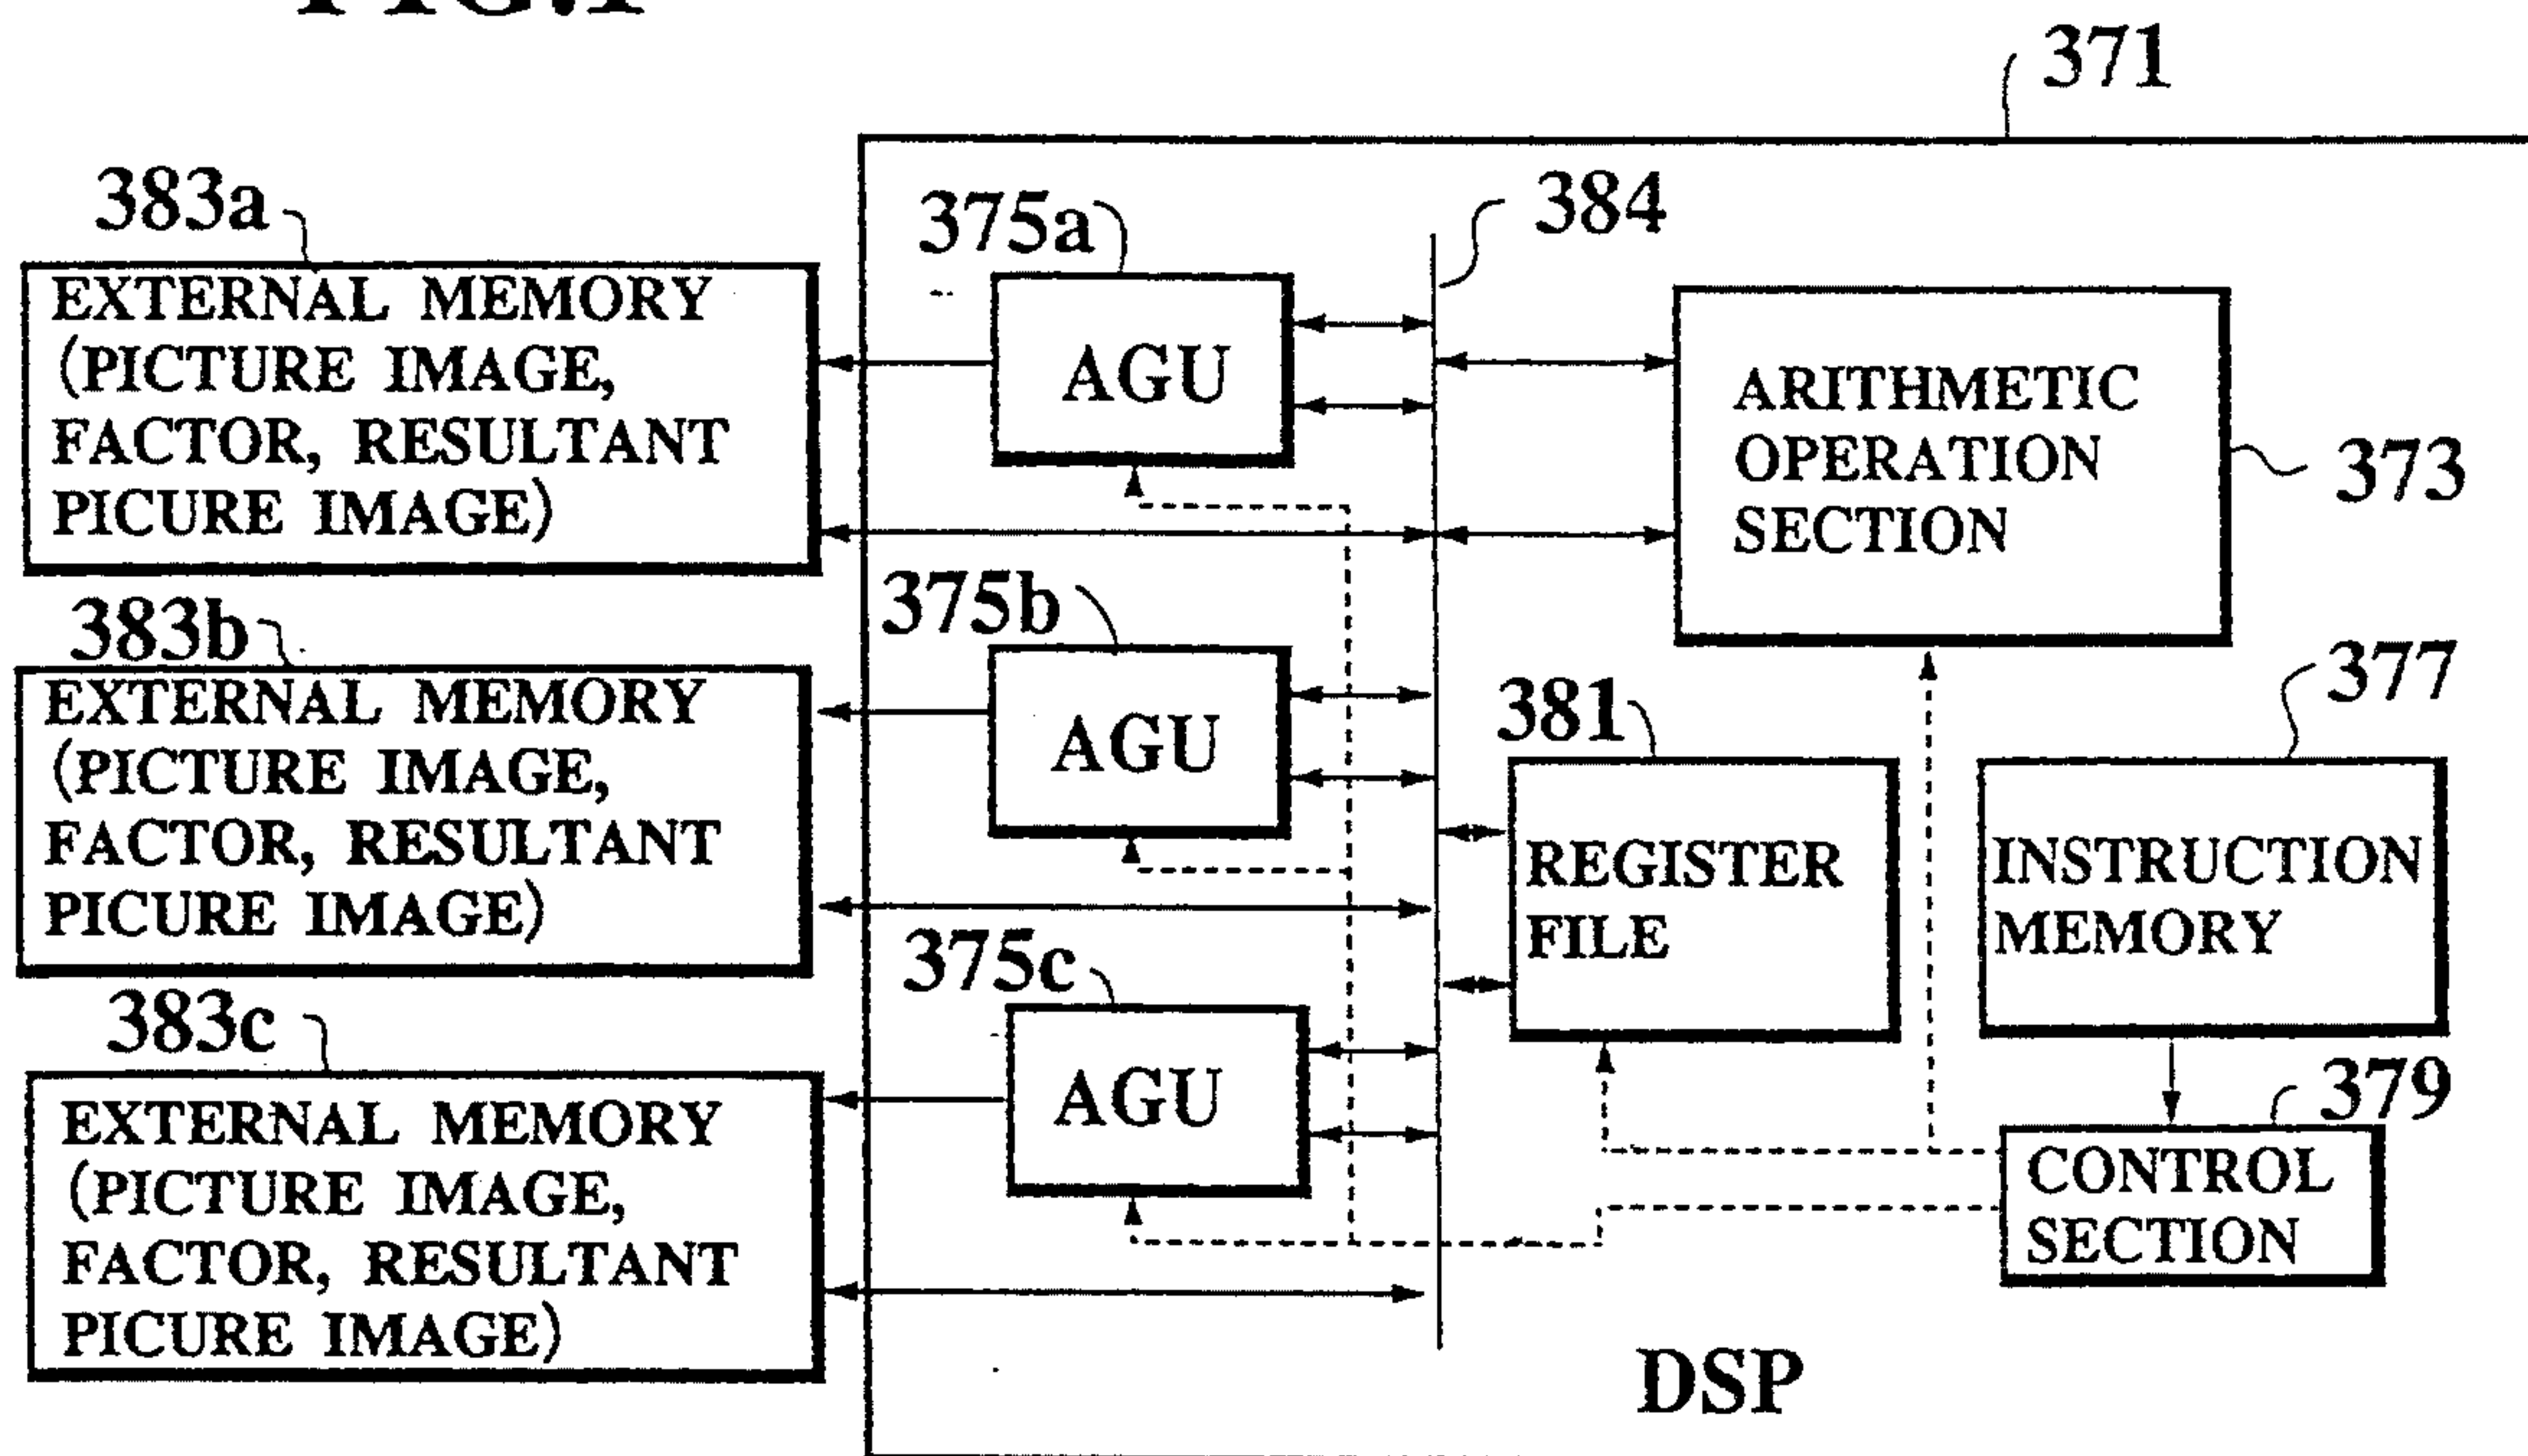 FIG.1
371
383a
375a
384
EXTERNAL MEMORY
(PICTURE IMAGE,
FACTOR, RESULTANT
PICURE IMAGE)
AGU
ARITHMETIC
OPERATION
SECTION
373
383b
375b
EXTERNAL MEMORY
(PICTURE IMAGE,
FACTOR, RESULTANT
PICURE IMAGE)
AGU
381
377
REGISTER
FILE
INSTRUCTION
MEMORY
383c
375c
EXTERNAL MEMORY
(PICTURE IMAGE,
FACTOR, RESULTANT
PICURE IMAGE)
AGU
379
CONTROL
SECTION
DSP